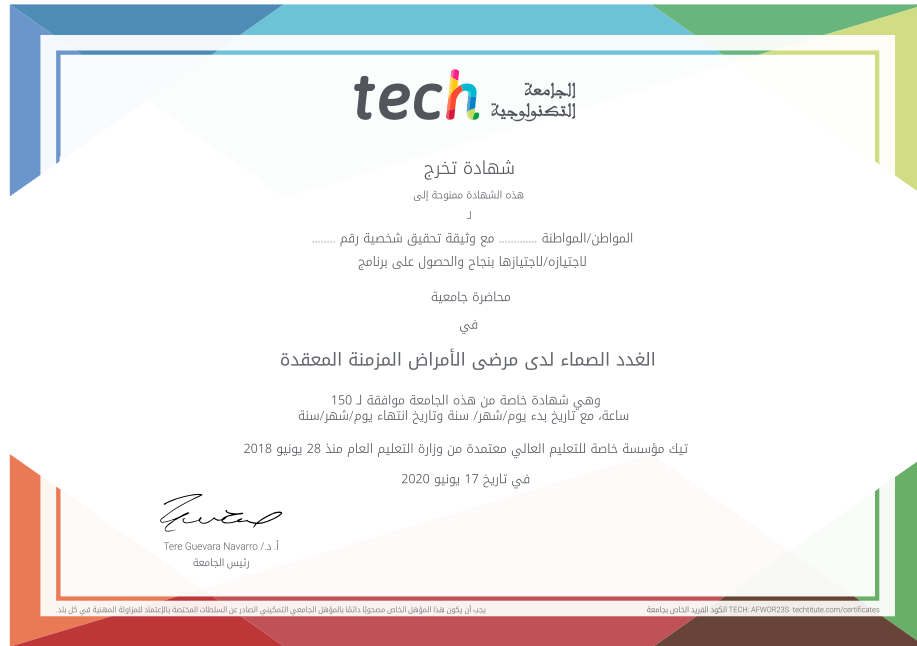 tech
الجامعة
التكنولوجية
شهادة تخرج
هذه الشهادة ممنوحة إلى
لـ
المواطن/المواطنة ............ مع وثيقة تحقيق شخصية رقم ........
لاجتيازه/لاجتيازها بنجاح والحصول على برنامج
محاضرة جامعية
في
الغدد الصماء لدى مرضى الأمراض المزمنة المعقدة
وهي شهادة خاصة من هذه الجامعة موافقة لـ 150
ساعة، مع تاريخ بدء يوم/شهر/ سنة وتاريخ انتهاء يوم/شهر/سنة
تيك مؤسسة خاصة للتعليم العالي معتمدة من وزارة التعليم العام منذ 28 يونيو 2018
في تاريخ 17 يونيو 2020
أ. د./ Tere Guevara Navarro
رئيس الجامعة
يجب أن يكون هذا المؤهل الخاص مصحوبًا دائمًا بالمؤهل الجامعي التمكيني الصادر عن السلطات المختصة بالإعتماد للمزاولة المهنية في كل بلد.
الكود الفريد الخاص بجامعة TECH: AFWOR23S techtitute.com/certificates